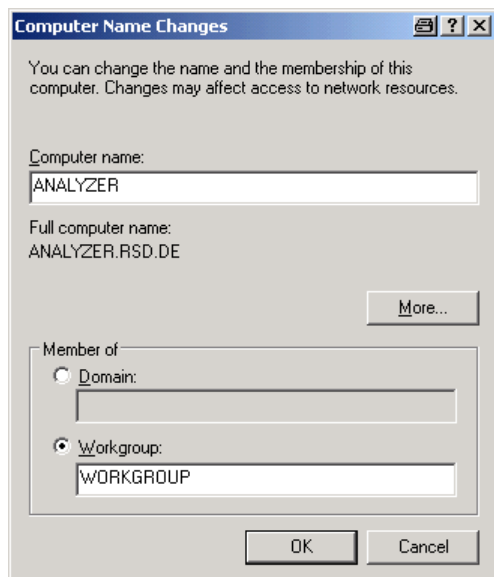 Computer Name Changes
You can change the name and the membership of this
computer. Changes may affect access to network resources.
Computer name:
ANALYZER
Full computer name:
ANALYZER.RSD.DE
More...
Member of
Domain:
Workgroup:
WORKGROUP
OK
Cancel